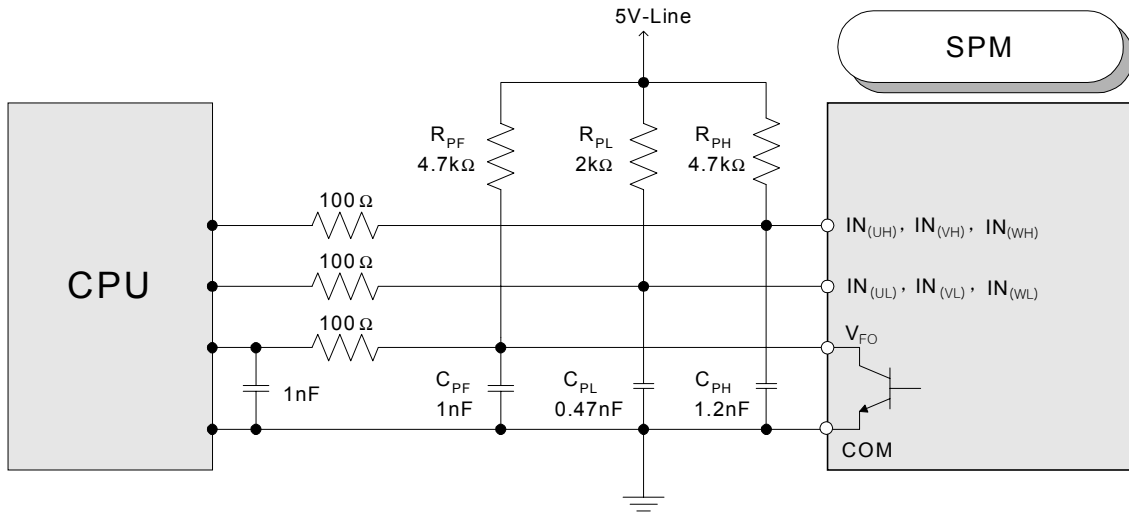 5V-Line
SPM
CPU
R_PF
4.7kΩ
R_PL
2kΩ
R_PH
4.7kΩ
100 Ω
100 Ω
100 Ω
IN(UH), IN(VH), IN(WH)
IN(UL), IN(VL), IN(WL)
V_FO
1nF
C_PF
1nF
C_PL
0.47nF
C_PH
1.2nF
COM